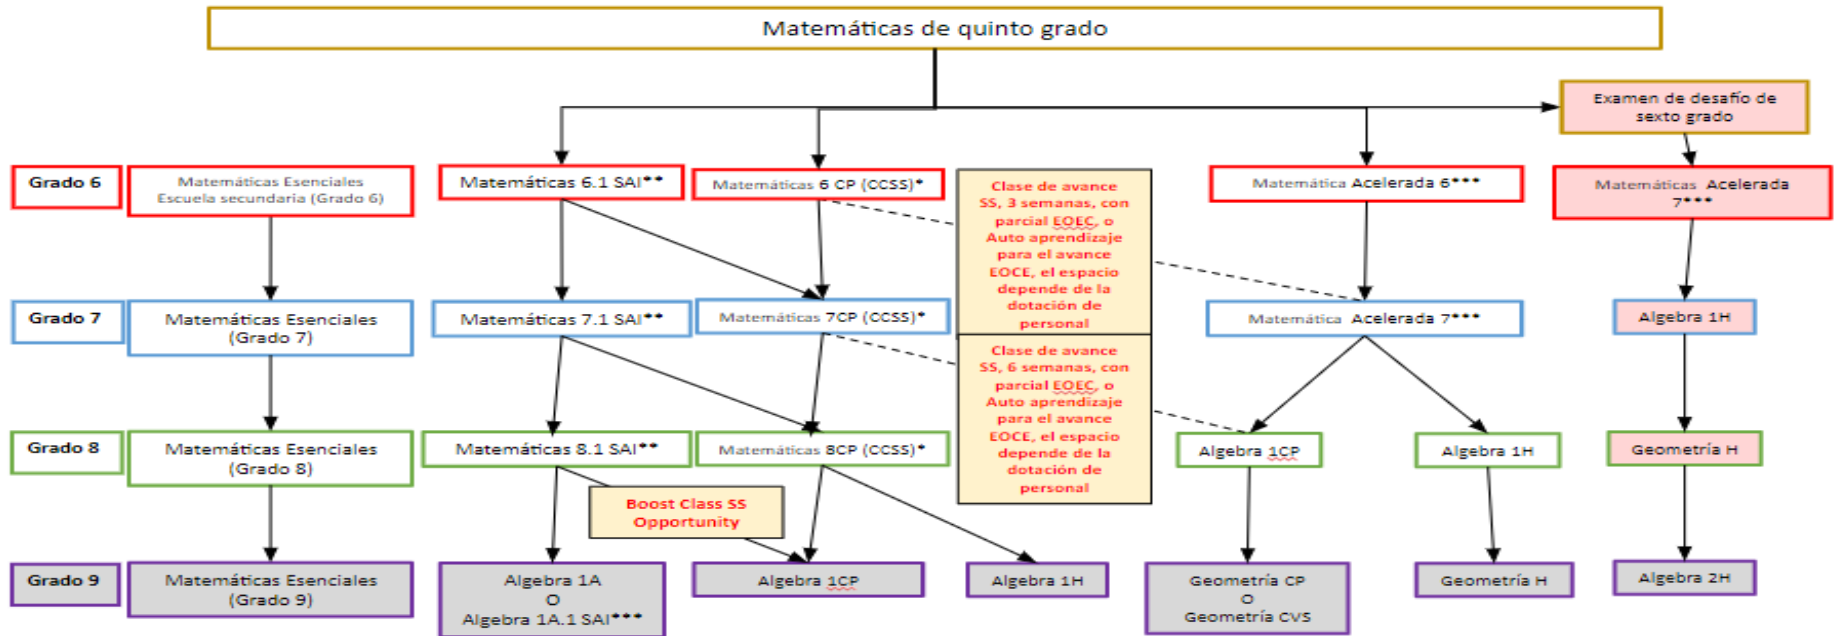 Matemáticas de quinto grado
Examen de desafío de
sexto grado
Grado 6
Matemáticas Esenciales
Escuela secundaria (Grado 6)
Matemáticas 6.1 SAI**
Matemáticas 6 CP (CCSS)*
Clase de avance
SS, 3 semanas, con
parcial EOEC, o
Auto aprendizaje
para el avance
EOCE, el espacio
depende de la
dotación de
personal
Matemática Acelerada 6***
Matemáticas Acelerada
7***
Grado 7
Matemáticas Esenciales
(Grado 7)
Matemáticas 7.1 SAI**
Matemáticas 7CP (CCSS)*
Matemática Acelerada 7***
Algebra 1H
Clase de avance
SS, 6 semanas, con
parcial EOEC, o
Auto aprendizaje
para el avance
EOCE, el espacio
depende de la
dotación de
personal
Grado 8
Matemáticas Esenciales
(Grado 8)
Matemáticas 8.1 SAI**
Matemáticas 8CP (CCSS)*
Algebra 1CP
Algebra 1H
Geometría H
Boost Class SS
Opportunity
Grado 9
Matemáticas Esenciales
(Grado 9)
Algebra 1A
O
Algebra 1A.1 SAI***
Algebra 1CP
Algebra 1H
Geometría CP
O
Geometría CVS
Geometría H
Algebra 2H